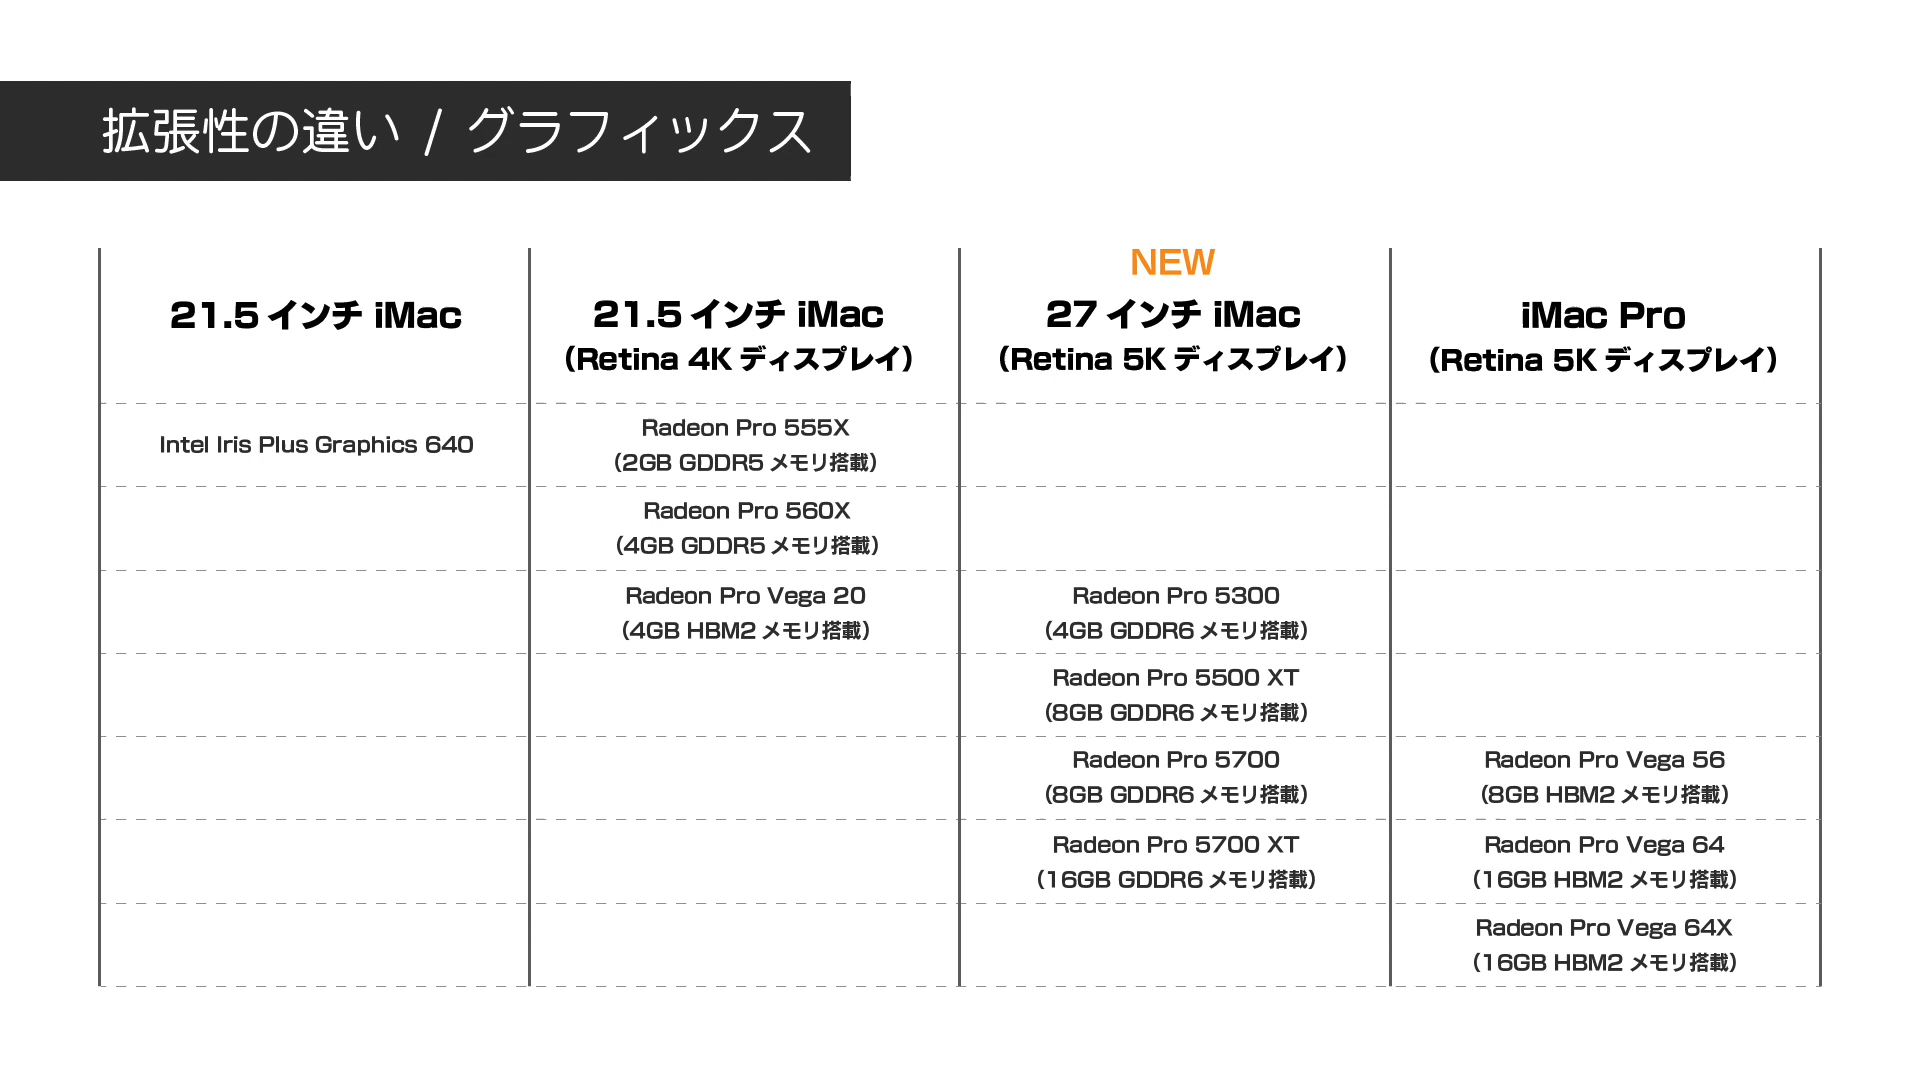 拡張性の違い / グラフィックス
21.5 インチ iMac
21.5 インチ iMac
（Retina 4K ディスプレイ）
NEW
27 インチ iMac
（Retina 5K ディスプレイ）
iMac Pro
（Retina 5K ディスプレイ）
Intel Iris Plus Graphics 640
Radeon Pro 555X
（2GB GDDR5 メモリ搭載）
Radeon Pro 560X
（4GB GDDR5 メモリ搭載）
Radeon Pro Vega 20
（4GB HBM2 メモリ搭載）
Radeon Pro 5300
（4GB GDDR6 メモリ搭載）
Radeon Pro 5500 XT
（8GB GDDR6 メモリ搭載）
Radeon Pro 5700
（8GB GDDR6 メモリ搭載）
Radeon Pro Vega 56
（8GB HBM2 メモリ搭載）
Radeon Pro 5700 XT
（16GB GDDR6 メモリ搭載）
Radeon Pro Vega 64
（16GB HBM2 メモリ搭載）
Radeon Pro Vega 64X
（16GB HBM2 メモリ搭載）